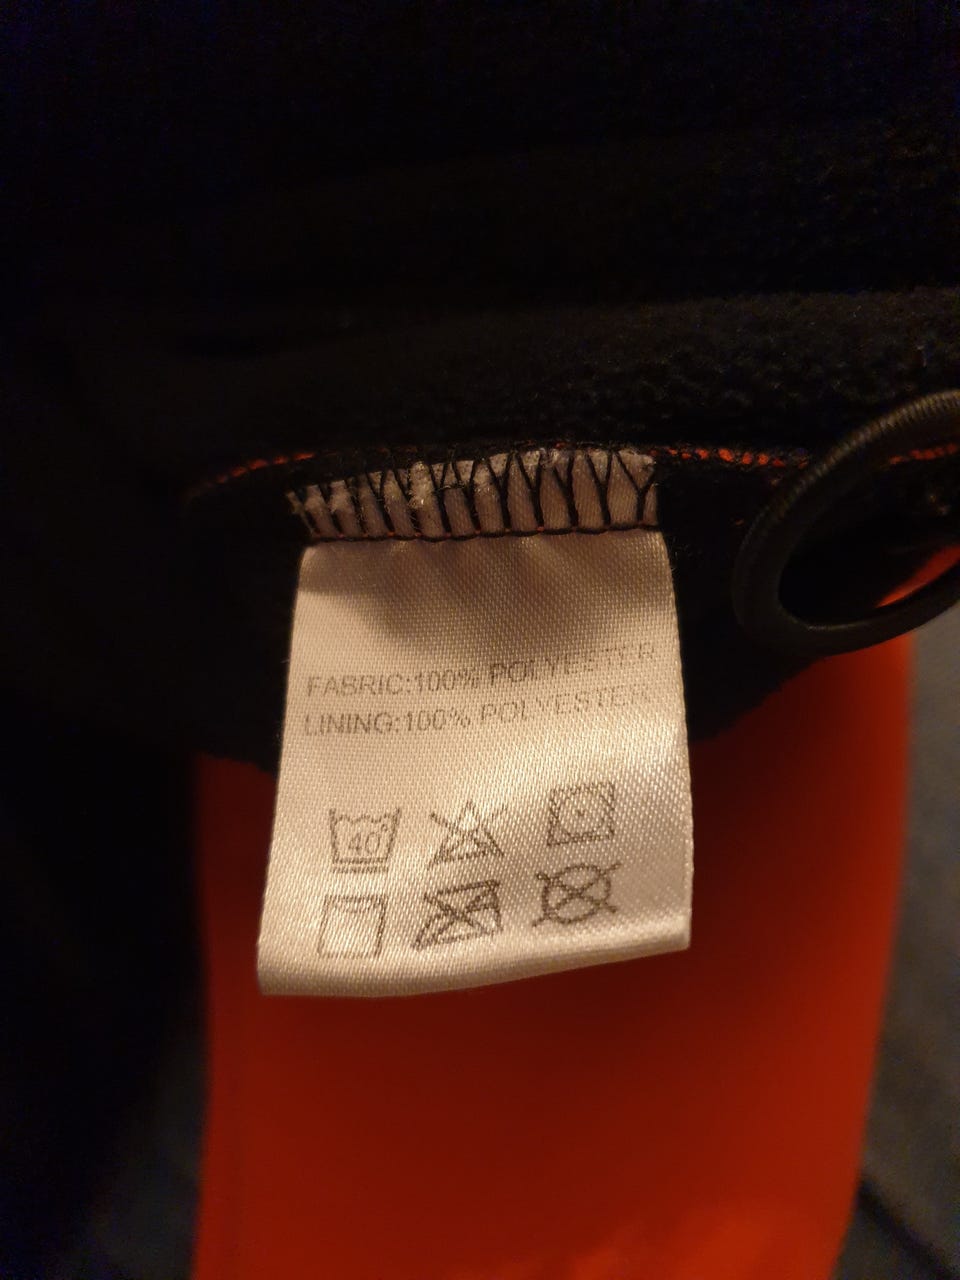 FABRIC:100% POLYESTER
LINING:100% POLYESTER
40°